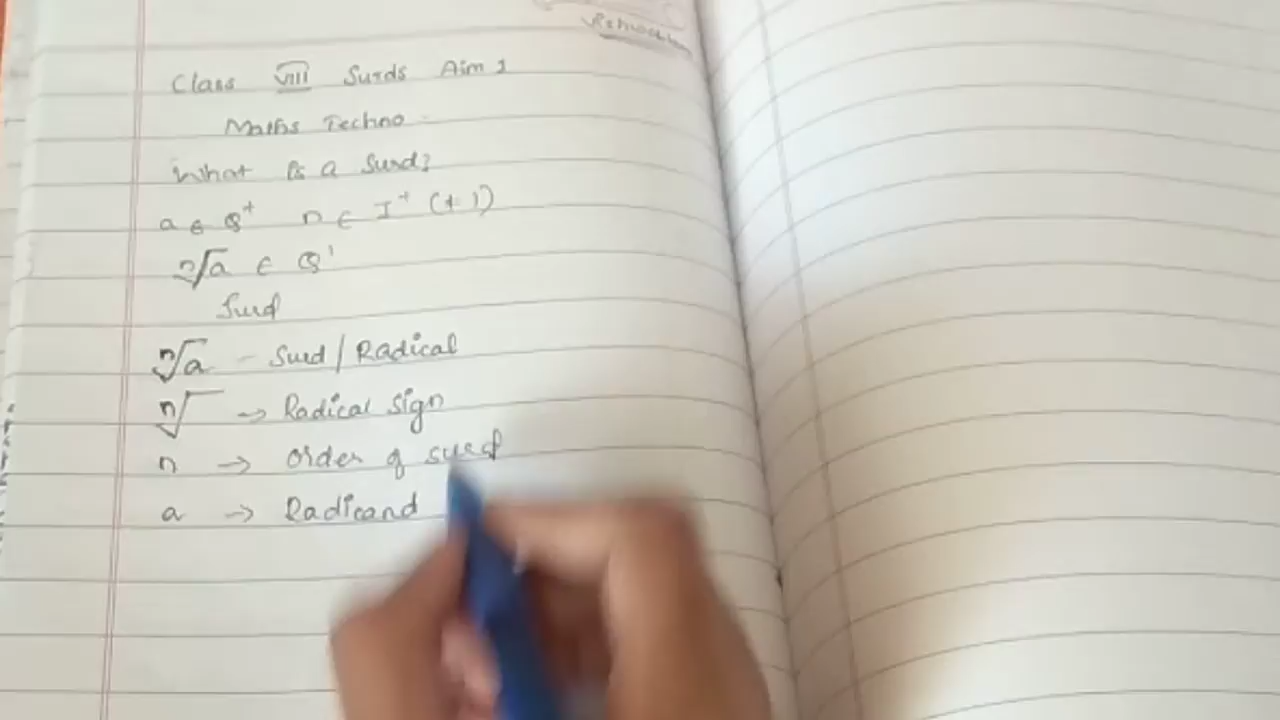 Class VIII Surds Aim 1
Maths Techno
What is a Surd?
a ∈ Q⁺ n ∈ I⁺ (≠1)
ⁿ√a ∈ Q'
Surd
ⁿ√a - Surd / Radical
ⁿ√ → Radical sign
n → order of surd
a → Radicand